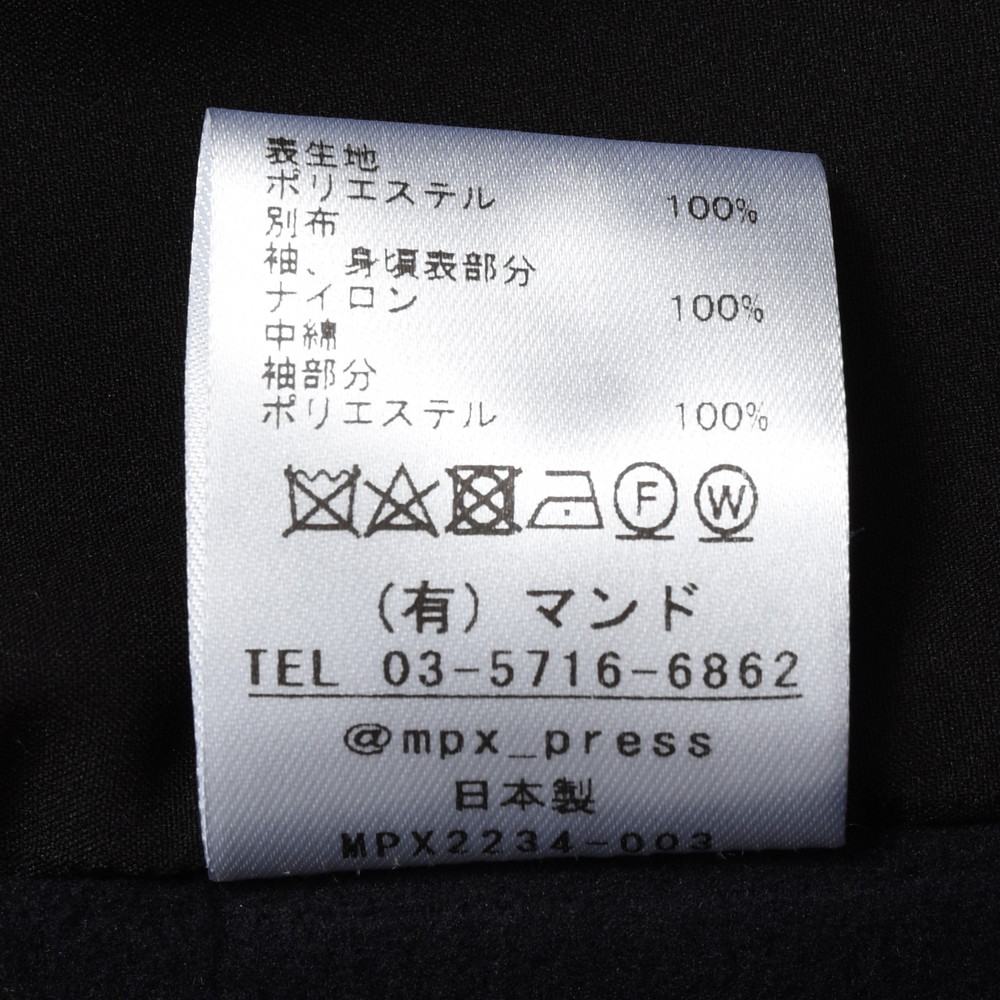 表生地
ポリエステル 100%
別布
袖、身頃表部分
ナイロン 100%
中綿
袖部分
ポリエステル 100%
F W
(有) マンド
TEL 03-5716-6862
@mpx_press
日本製
MPX2234-003